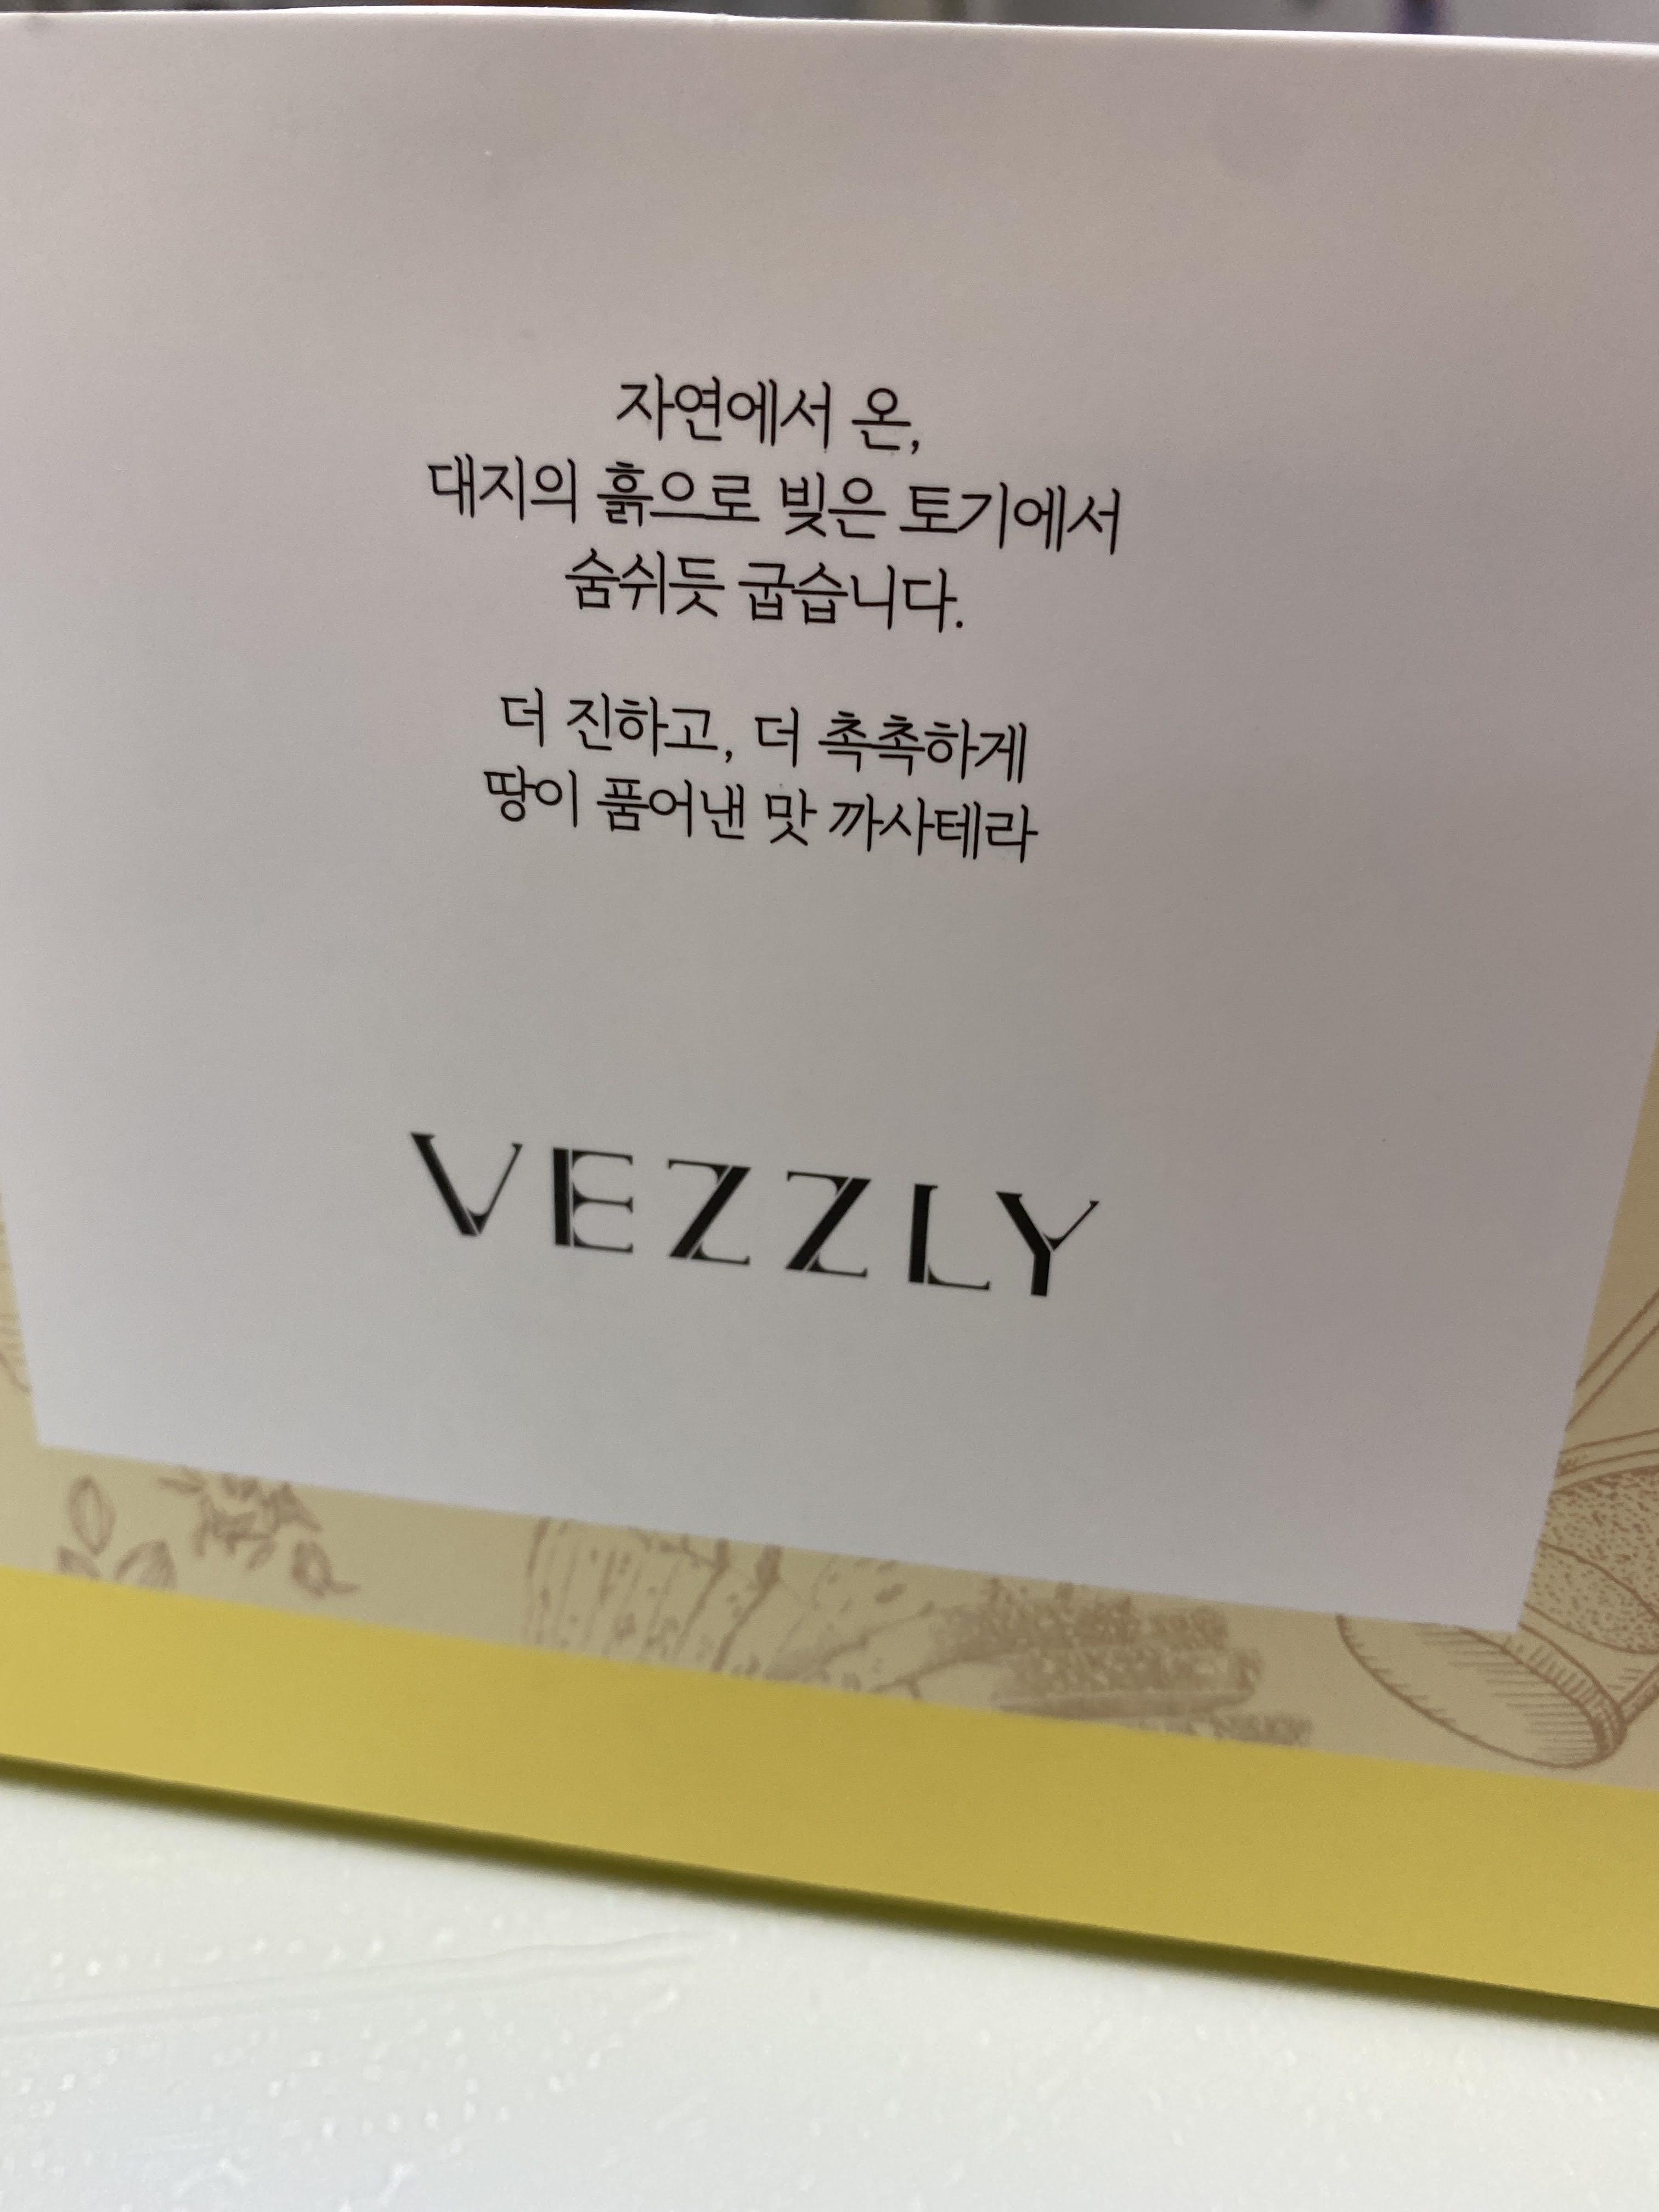 자연에서 온,
대지의 흙으로 빚은 토기에서
숨쉬듯 굽습니다.
더 진하고, 더 촉촉하게
땅이 품어낸 맛 까사테라
VEZZLY